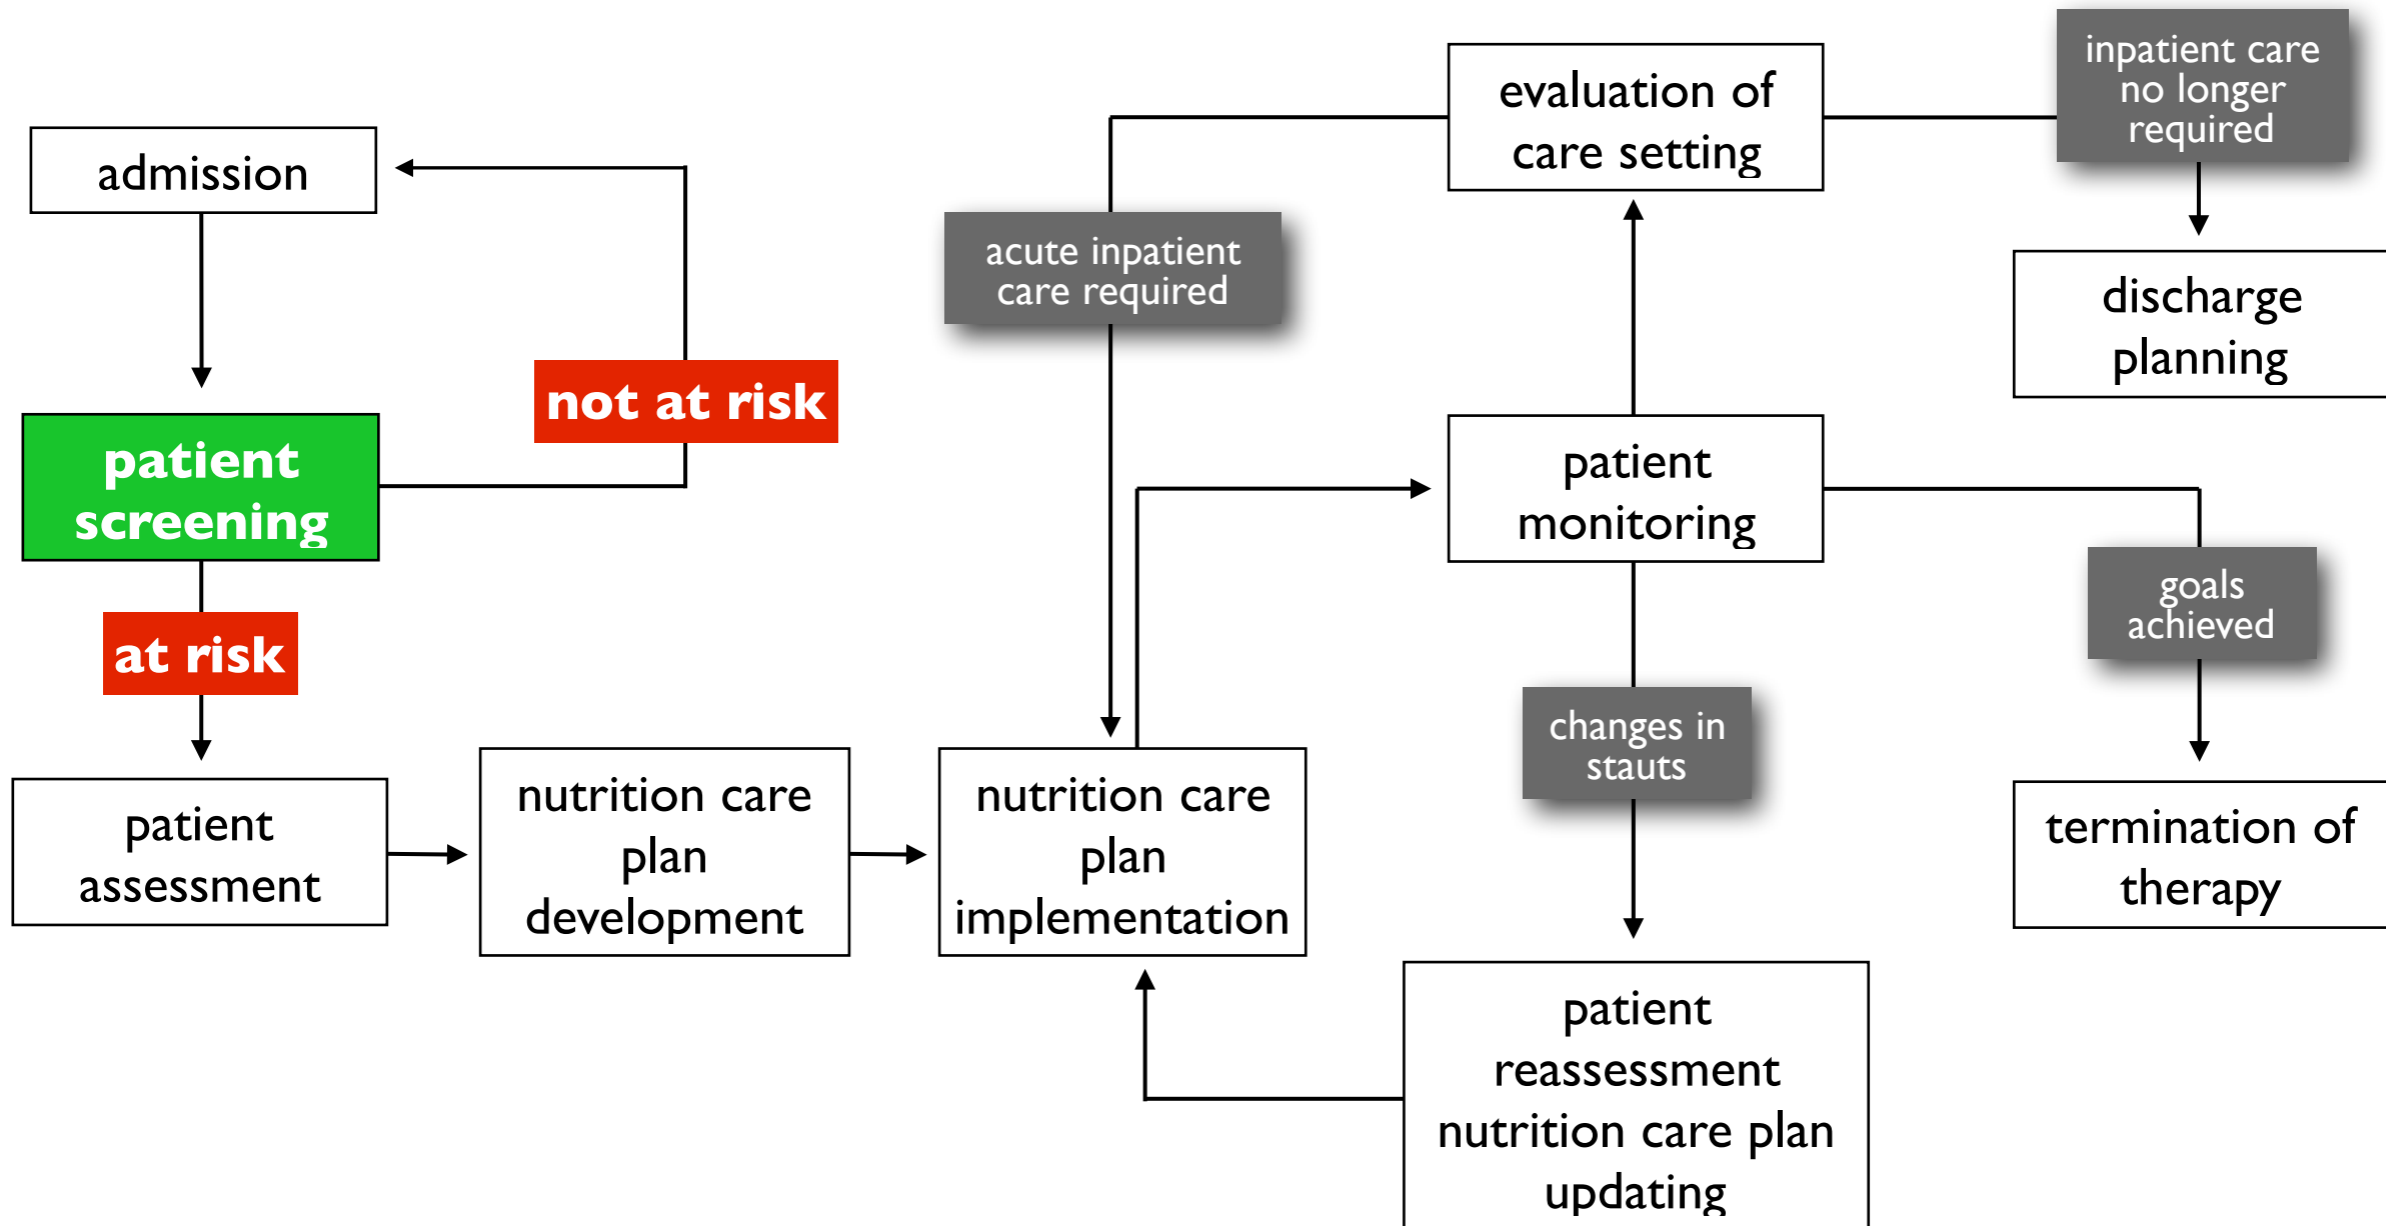 admission
not at risk
patient
screening
at risk
patient
assessment
nutrition care
plan
development
nutrition care
plan
implementation
acute inpatient
care required
evaluation of
care setting
inpatient care
no longer
required
discharge
planning
patient
monitoring
goals
achieved
termination of
therapy
changes in
stauts
patient
reassessment
nutrition care plan
updating